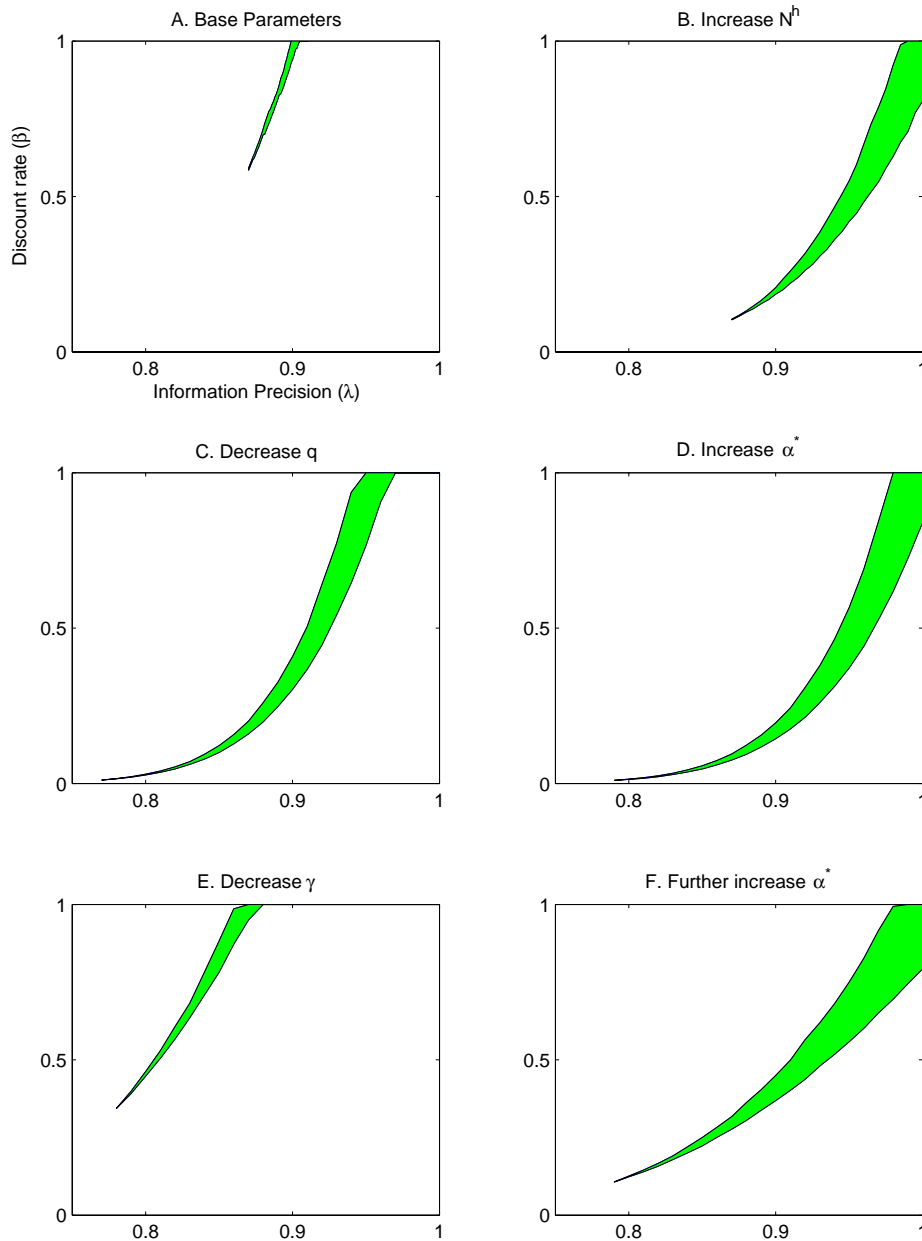 A. Base Parameters
1
0.5
0
0.8 0.9 1
Discount rate (β)
Information Precision (λ)
B. Increase N^h
1
0.5
0
0.8 0.9 1
C. Decrease q
1
0.5
0
0.8 0.9 1
D. Increase α*
1
0.5
0
0.8 0.9 1
E. Decrease γ
1
0.5
0
0.8 0.9 1
F. Further increase α*
1
0.5
0
0.8 0.9 1